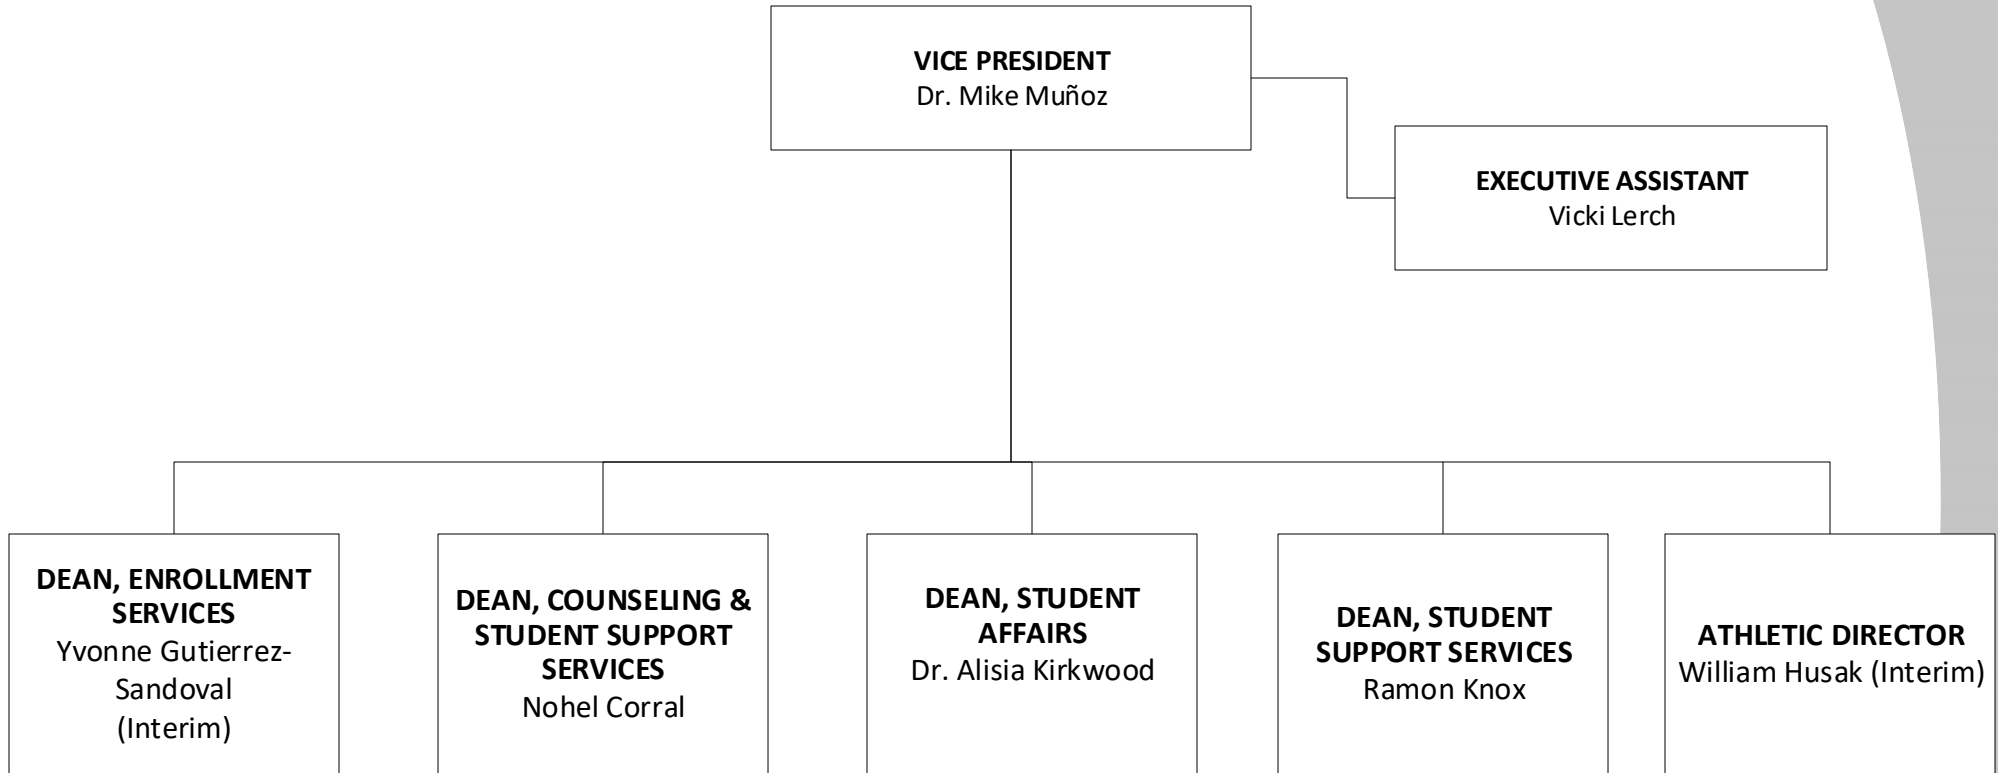 VICE PRESIDENT
Dr. Mike Muñoz
EXECUTIVE ASSISTANT
Vicki Lerch
DEAN, ENROLLMENT
SERVICES
Yvonne Gutierrez-
Sandoval
(Interim)
DEAN, COUNSELING &
STUDENT SUPPORT
SERVICES
Nohel Corral
DEAN, STUDENT
AFFAIRS
Dr. Alisia Kirkwood
DEAN, STUDENT
SUPPORT SERVICES
Ramon Knox
ATHLETIC DIRECTOR
William Husak (Interim)